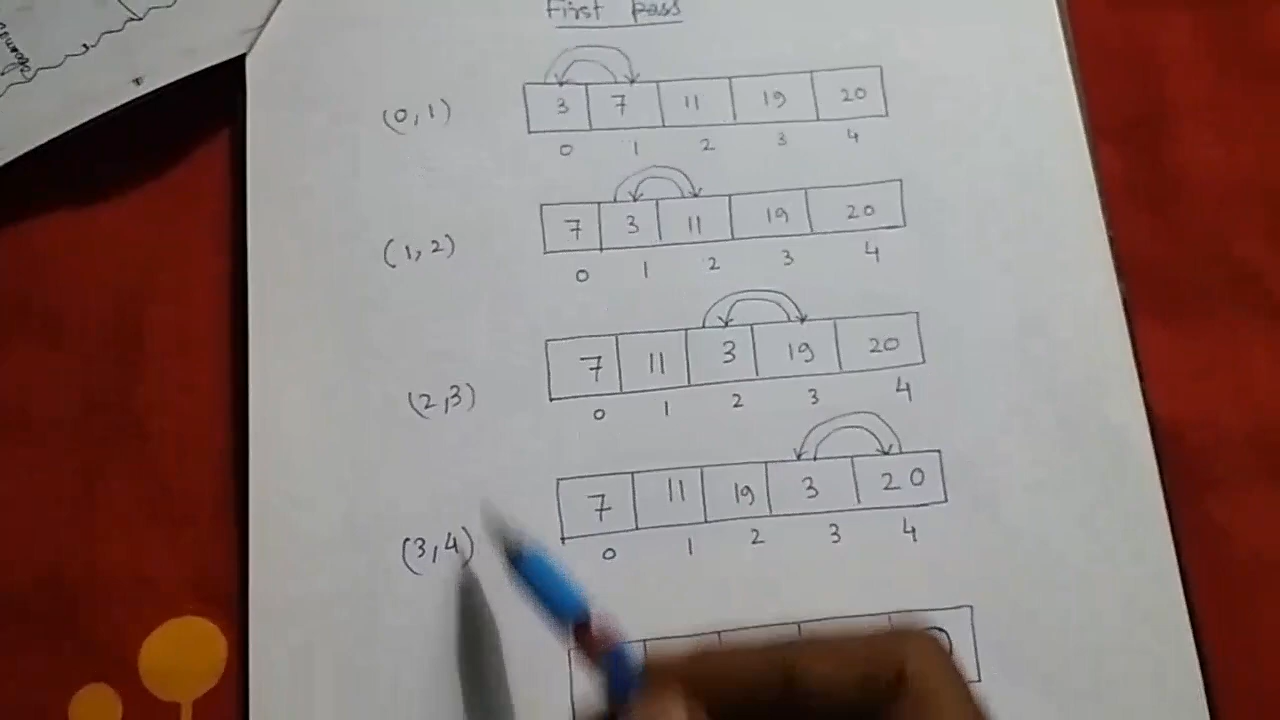 First pass
(0,1) 3 7 11 19 20
0 1 2 3 4
(1,2) 7 3 11 19 20
0 1 2 3 4
(2,3) 7 11 3 19 20
0 1 2 3 4
(3,4) 7 11 19 3 20
0 1 2 3 4